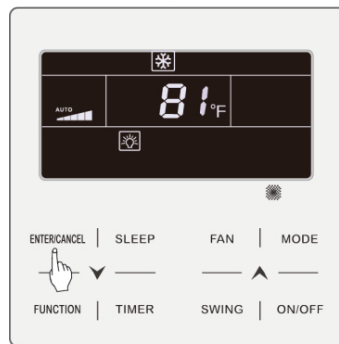 AUTO 81°F
ENTER/CANCEL SLEEP FAN MODE
FUNCTION TIMER SWING ON/OFF